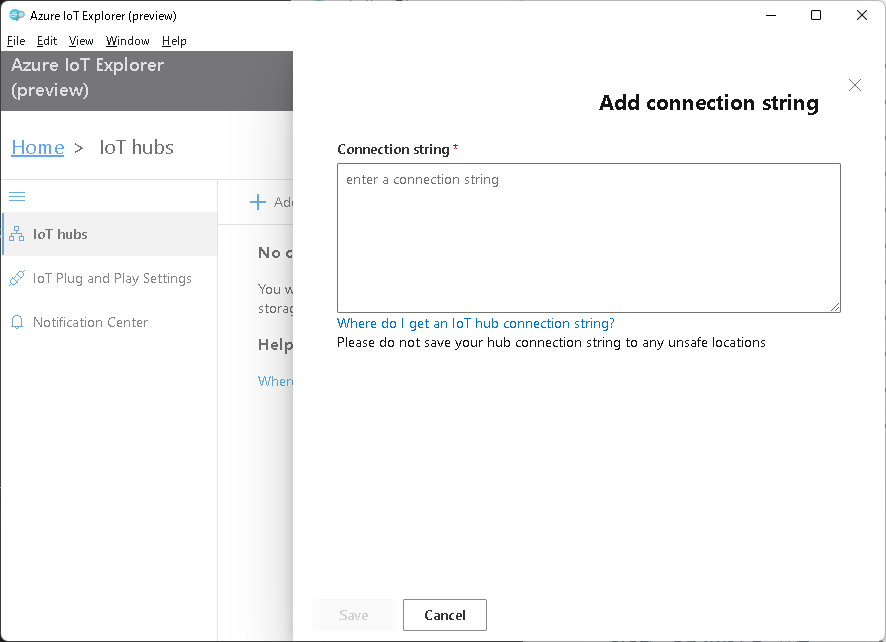 Azure IoT Explorer (preview)
File Edit View Window Help
Azure IoT Explorer
(preview)
Home > IoT hubs
IoT hubs
IoT Plug and Play Settings
Notification Center
Add connection string
Connection string *
enter a connection string
Where do I get an IoT hub connection string?
Please do not save your hub connection string to any unsafe locations
Save
Cancel
+
No
You
Help